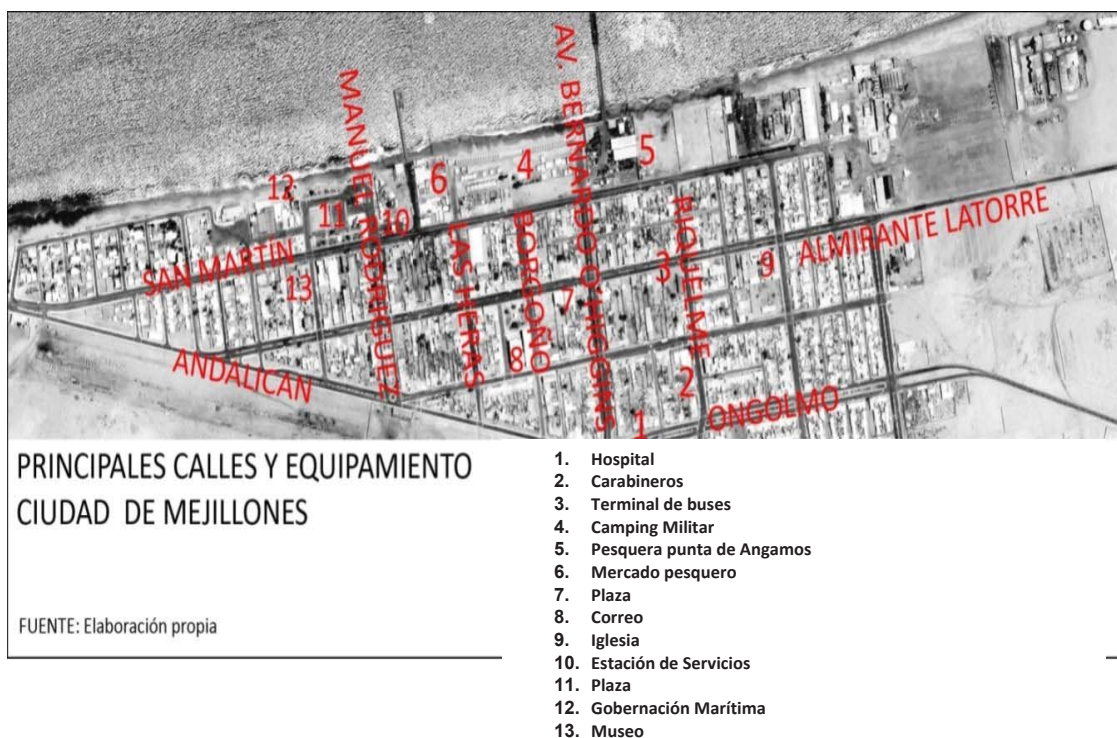 AV. BERNARDO O´HIGGINS
MANUEL RODRIGUEZ
5
4
6
12
11
10
RIQUELME
BORGOÑO
LAS HERAS
ALMIRANTE LATORRE
SAN MARTÍN
3
9
13
7
8
ANDALICÁN
2
ONGOLMO
1
PRINCIPALES CALLES Y EQUIPAMIENTO
CIUDAD DE MEJILLONES
FUENTE: Elaboración propia
1. Hospital
2. Carabineros
3. Terminal de buses
4. Camping Militar
5. Pesquera punta de Angamos
6. Mercado pesquero
7. Plaza
8. Correo
9. Iglesia
10. Estación de Servicios
11. Plaza
12. Gobernación Marítima
13. Museo